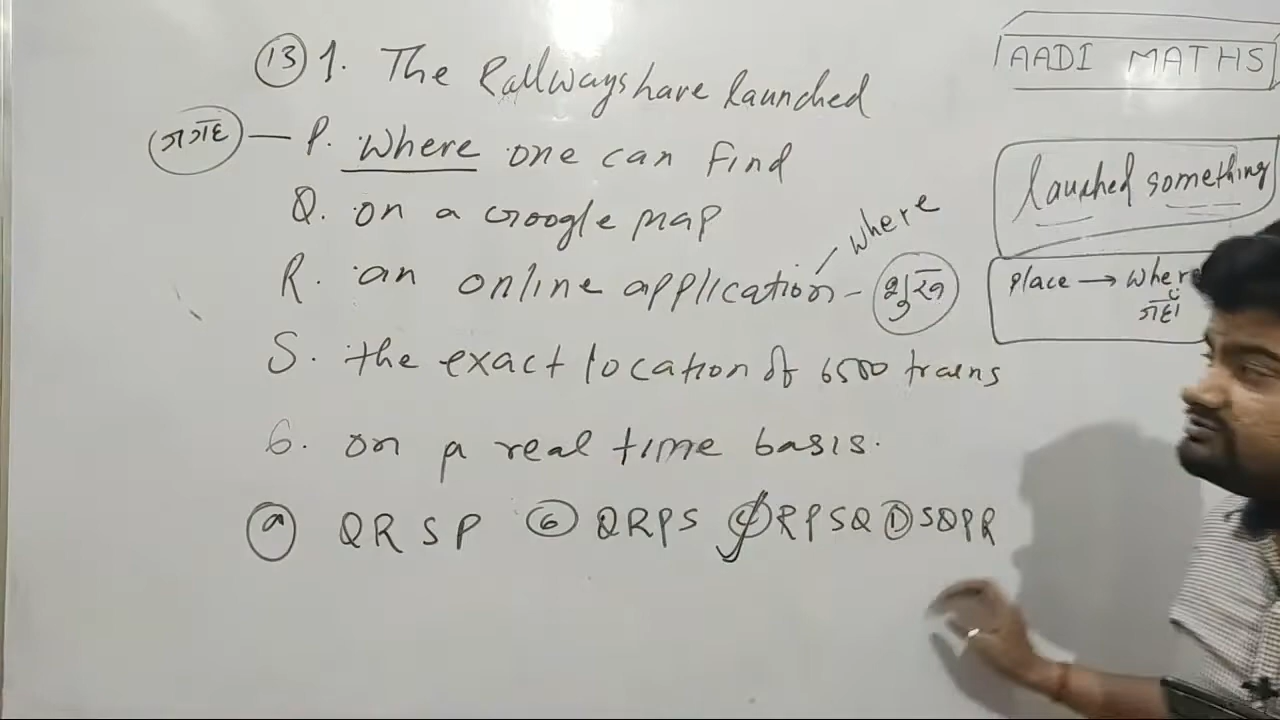 AADI MATHS
13 1. The Railways have launched
जगह — P. Where one can find
launched something
Q. on a Google map
where
R. an online application -
place → where
जहां
S. the exact location of 6500 trains
6. on a real time basis.
a QRSP b QRPS c RPSQ D SQPR